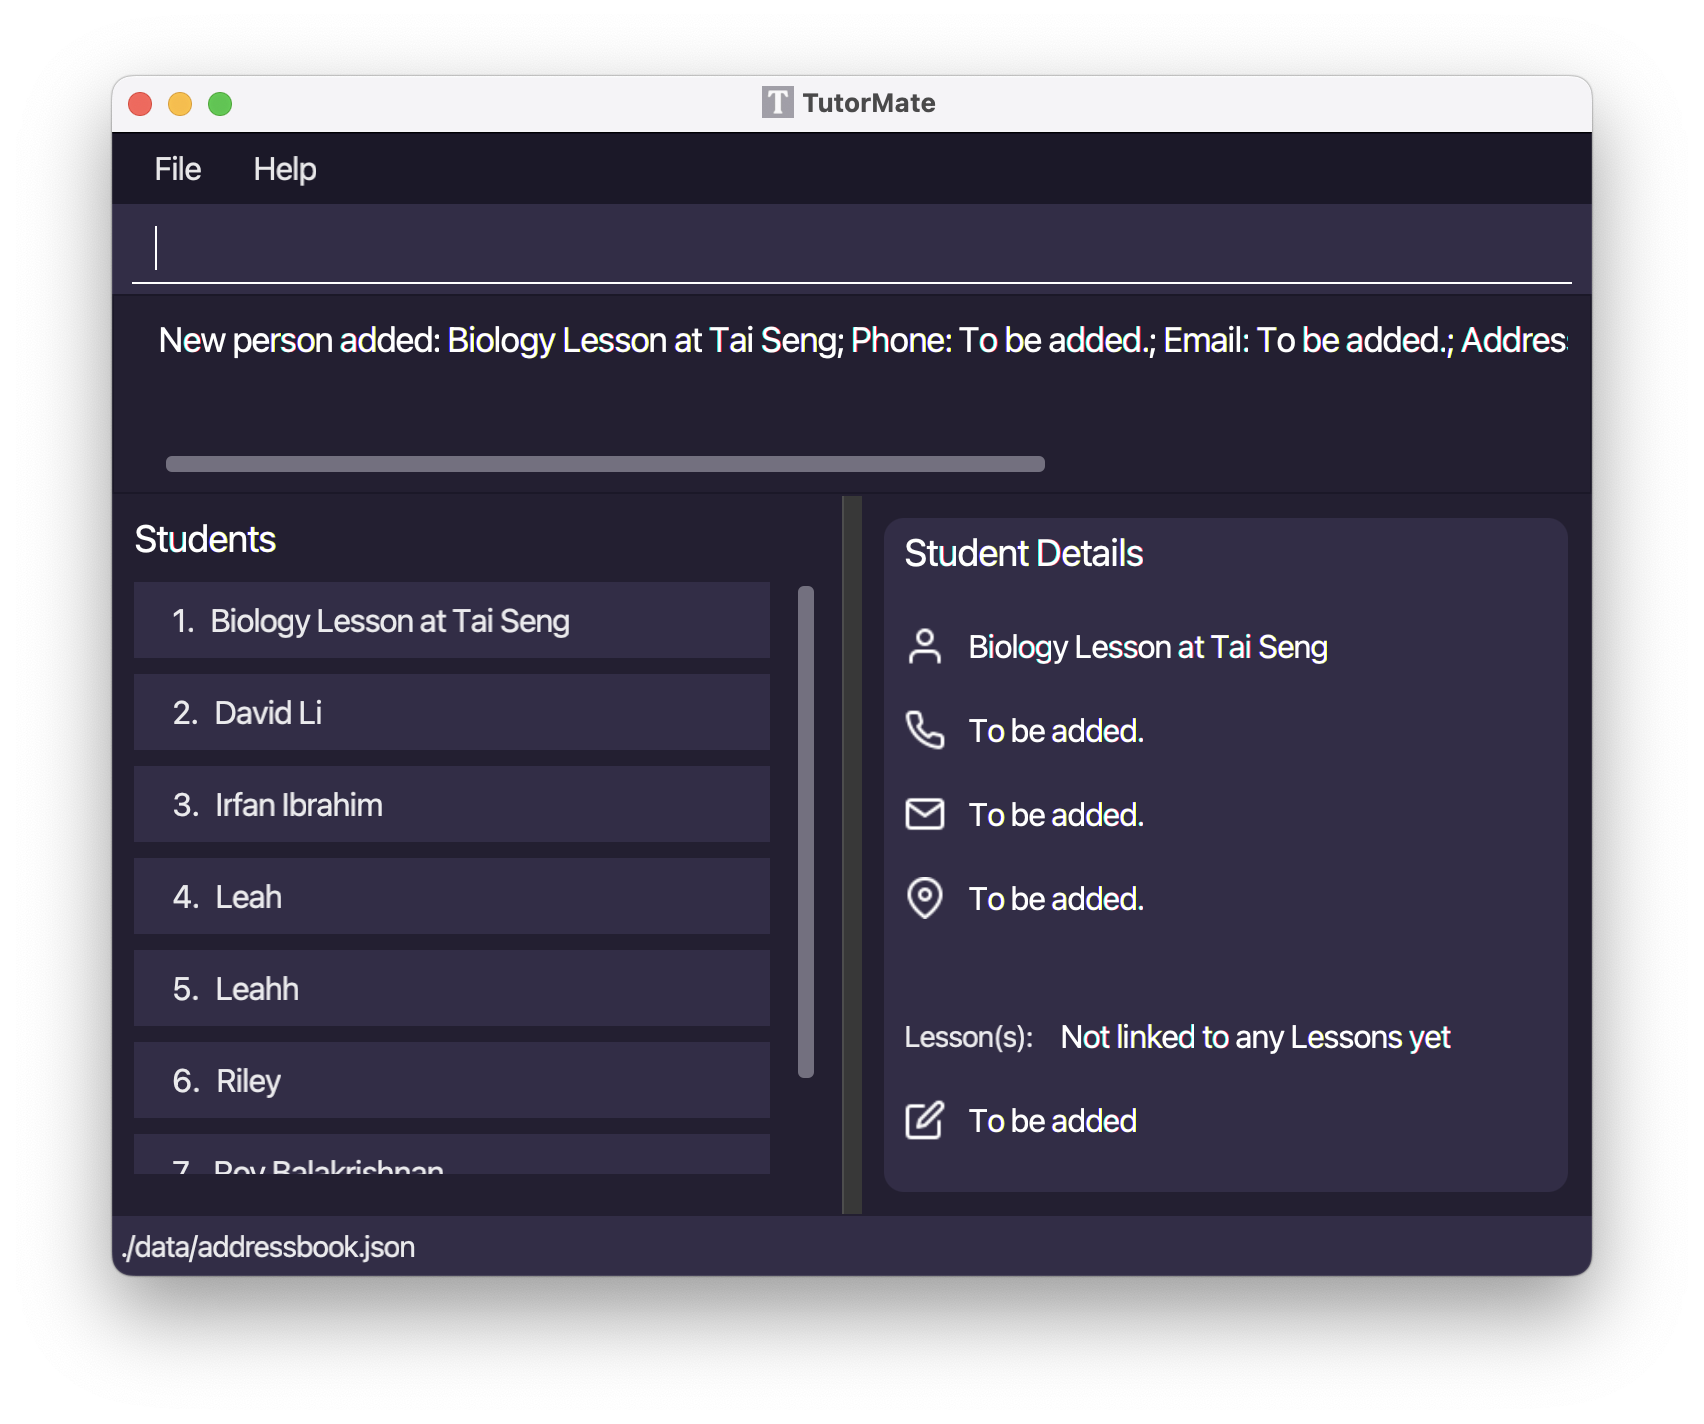 T TutorMate
File Help
New person added: Biology Lesson at Tai Seng; Phone: To be added.; Email: To be added.; Addres
Students
1. Biology Lesson at Tai Seng
2. David Li
3. Irfan Ibrahim
4. Leah
5. Leahh
6. Riley
7. Roy Balakrishnan
Student Details
Biology Lesson at Tai Seng
To be added.
To be added.
To be added.
Lesson(s): Not linked to any Lessons yet
To be added
./data/addressbook.json